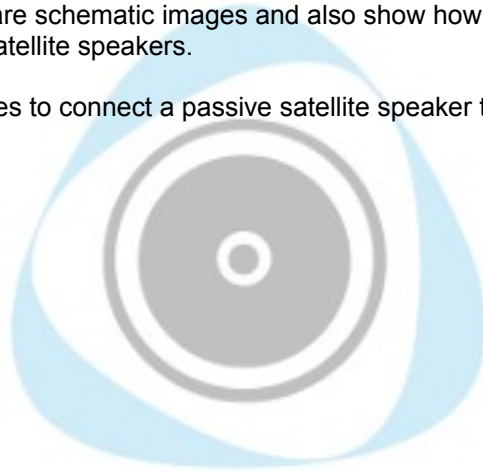 are schematic images and also show how
atellite speakers.
es to connect a passive satellite speaker t